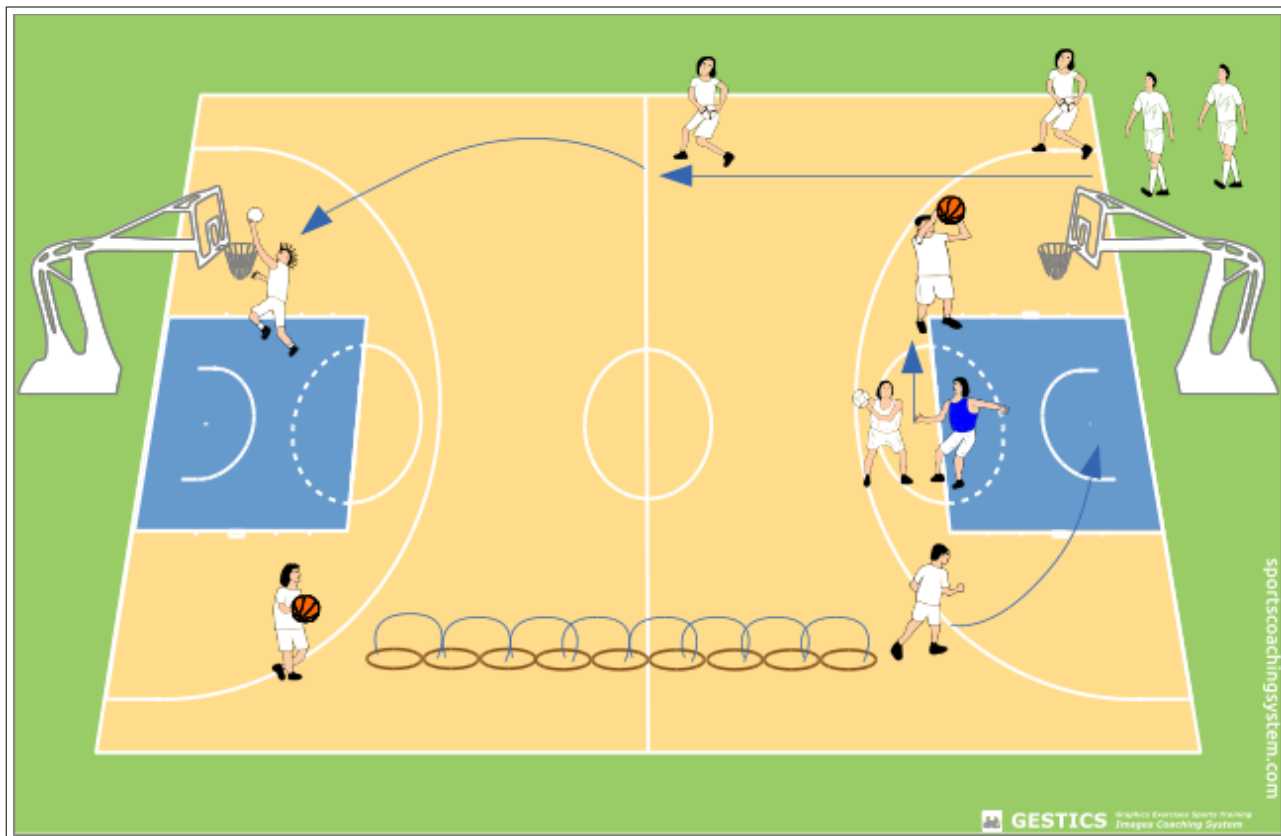 sportscoachingsystem.com
GESTICS
Graphics Exercises Sports Training
Images Coaching System